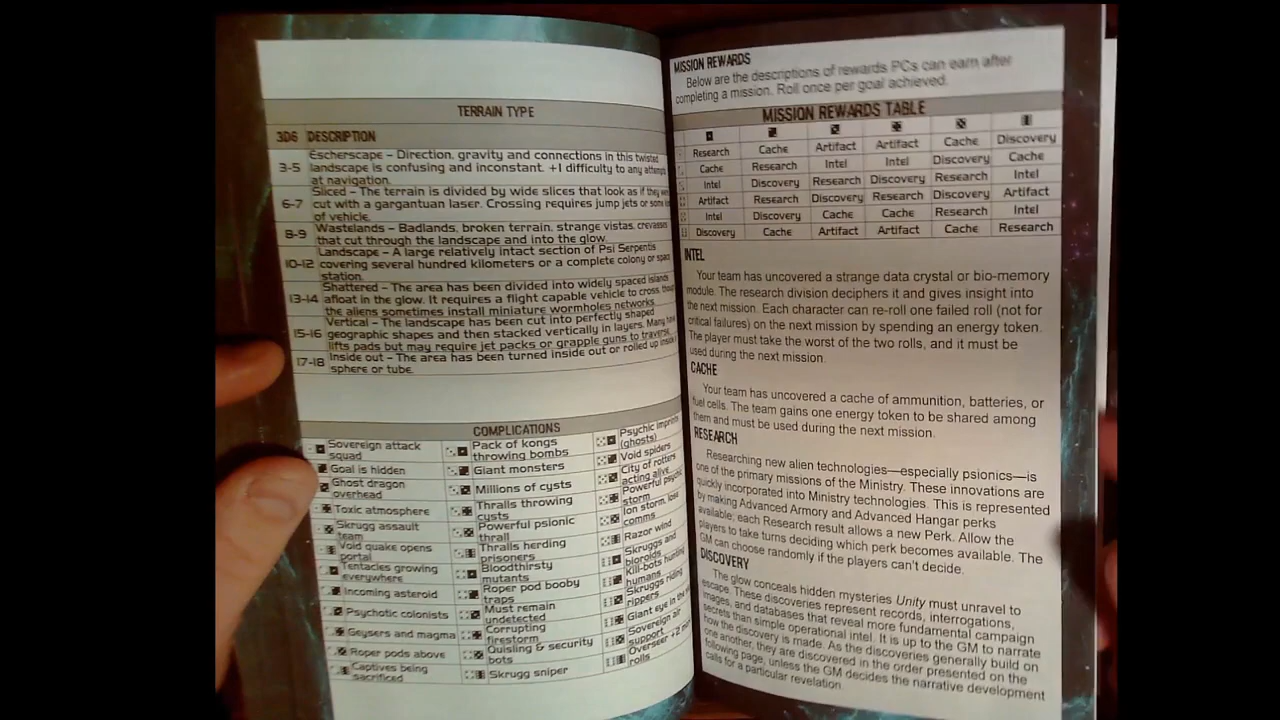 TERRAIN TYPE
3D6 DESCRIPTION
Escherscape – Direction, gravity and connections in this twisted
3-5 landscape is confusing and inconstant. +1 difficulty to any attempts
at navigation.
Sliced – The terrain is divided by wide slices that look as if they were
6-7 cut with a gargantuan laser. Crossing requires jump jets or some
of vehicle.
8-9 Wastelands – Badlands, broken terrain, strange vistas, crevasses
that cut through the landscape and into the glow.
Landscape – A large relatively intact section of Psi Serpentis
10-12 covering several hundred kilometers or a complete colony or space
station.
Shattered – The area has been divided into widely spaced islands
13-14 afloat in the glow. It requires a flight capable vehicle to cross, though
the aliens sometimes install miniature wormholes networks.
Vertical – The landscape has been cut into perfectly shaped
15-16 geographic shapes and then stacked vertically in layers. Many
lifts pads but may require jet packs or grapple guns to traverse.
17-18 Inside out – The area has been turned inside out or rolled up inside
sphere or tube.
COMPLICATIONS
Sovereign attack
squad
Goal is hidden
Ghost dragon
overhead
Toxic atmosphere
Skrugg assault
team
Void quake opens
portal
Tentacles growing
everywhere
Incoming asteroid
Psychotic colonists
Geysers and magma
Roper pods above
Captives being
sacrificed
Pack of kongs
throwing bombs
Giant monsters
Millions of cysts
Thralls throwing
cysts
Powerful psionic
thrall
Thralls herding
prisoners
Bloodthirsty
mutants
Roper pod booby
traps
Must remain
undetected
Corrupting
firestorm
Quisling & security
bots
Skrugg sniper
Psychic imprints
(ghosts)
Void spiders
City of rotters
acting alive
Powerful psychic
storm
Ion storm, lose
comms
Razor wind
Skruggs and
bloroids
Kill-bots hunting
humans
Skruggs riding
rippers
Giant eye in the
Sovereign air
support
Overseer +2
rolls
MISSION REWARDS
Below are the descriptions of rewards PCs can earn after
completing a mission. Roll once per goal achieved.
MISSION REWARDS TABLE
Research Cache Artifact Artifact Cache Discovery
Cache Research Intel Intel Discovery Cache
Intel Discovery Research Discovery Research Intel
Artifact Research Discovery Research Discovery Artifact
Intel Discovery Cache Cache Research Intel
Discovery Cache Artifact Artifact Cache Research
INTEL
Your team has uncovered a strange data crystal or bio-memory
module. The research division deciphers it and gives insight into
the next mission. Each character can re-roll one failed roll (not for
critical failures) on the next mission by spending an energy token.
The player must take the worst of the two rolls, and it must be
used during the next mission.
CACHE
Your team has uncovered a cache of ammunition, batteries, or
fuel cells. The team gains one energy token to be shared among
them and must be used during the next mission.
RESEARCH
Researching new alien technologies—especially psionics—is
one of the primary missions of the Ministry. These innovations are
quickly incorporated into Ministry technologies. This is represented
by making Advanced Armory and Advanced Hangar perks
available; each Research result allows a new Perk. Allow the
players to take turns deciding which perk becomes available. The
GM can choose randomly if the players can't decide.
DISCOVERY
The glow conceals hidden mysteries Unity must unravel to
escape. These discoveries represent records, interrogations,
images, and databases that reveal more fundamental campaign
secrets than simple operational intel. It is up to the GM to narrate
how the discovery is made. As the discoveries generally build on
one another, they are discovered in the order presented on the
following page, unless the GM decides the narrative development
calls for a particular revelation.